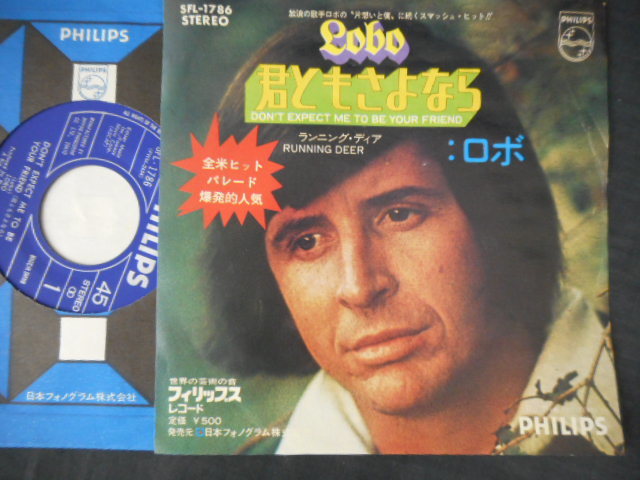 SFL-1786
STEREO
放浪の歌手ロボの“片想いと僕”に続くスマッシュ・ヒット!!
PHILIPS
Lobo
君ともさよなら
DON'T EXPECT ME TO BE YOUR FRIEND
ランニング・ディア
RUNNING DEER
:ロボ
全米ヒット
パレード
爆発的人気
世界の芸術の音
フィリップス
レコード
定価 ¥500
発売元 日本フォノグラム株式
PHILIPS
PHILIPS
PHILIPS
SFL-1786
DON'T EXPECT ME TO BE
YOUR FRIEND
PHILIPS
45
STEREO
1
日本フォノグラム株式会社